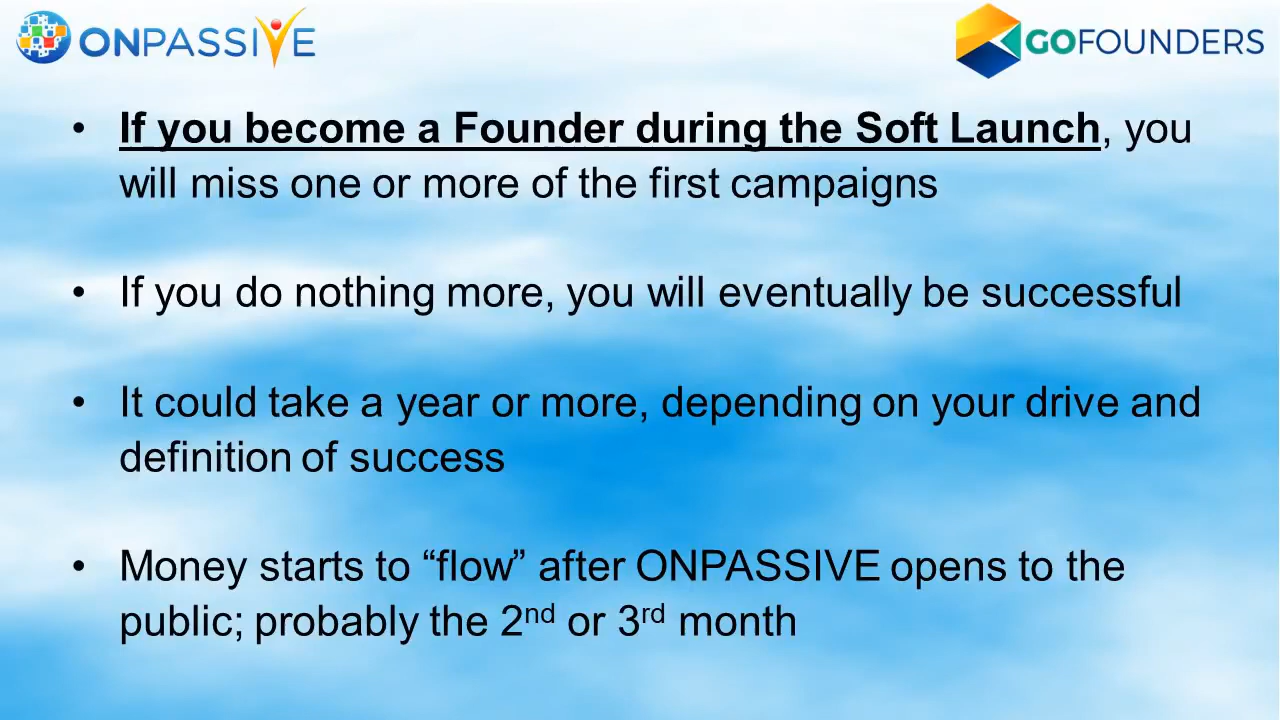 ONPASSIVE
GOFOUNDERS
• If you become a Founder during the Soft Launch, you
will miss one or more of the first campaigns
• If you do nothing more, you will eventually be successful
• It could take a year or more, depending on your drive and
definition of success
• Money starts to “flow” after ONPASSIVE opens to the
public; probably the 2nd or 3rd month